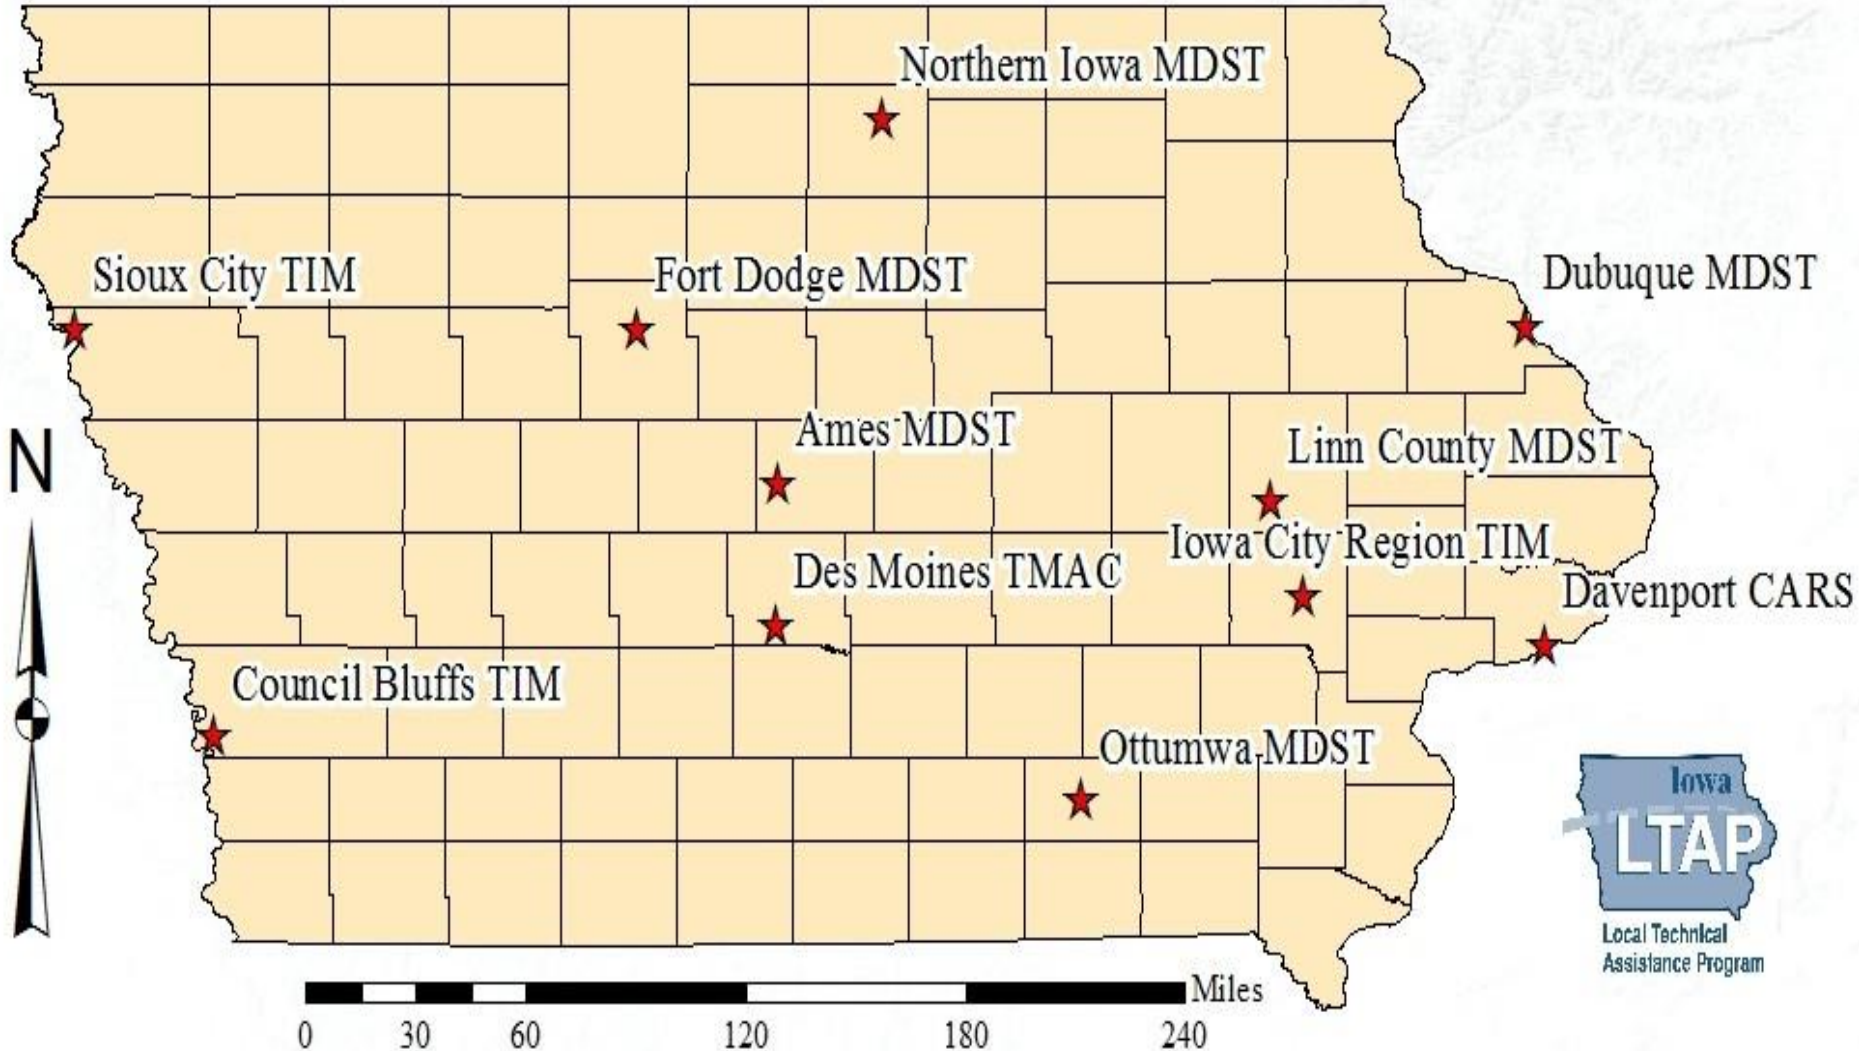 Northern Iowa MDST
Sioux City TIM
Fort Dodge MDST
Dubuque MDST
Ames MDST
Linn County MDST
N
Iowa City Region TIM
Des Moines TMAC
Davenport CARS
Council Bluffs TIM
Ottumwa MDST
Iowa
LTAP
Local Technical
Assistance Program
Miles
0 30 60 120 180 240